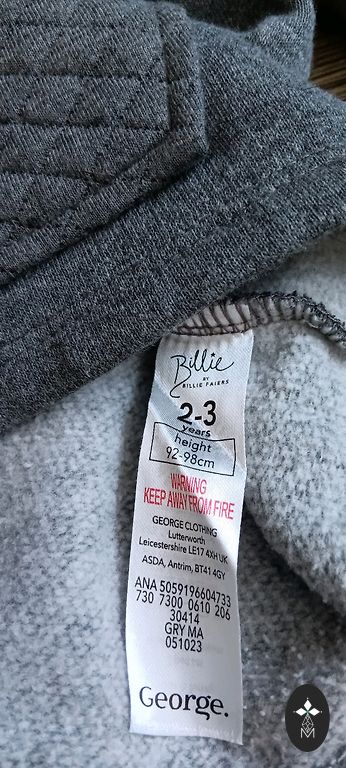 Billie
BY
BILLIE FAIERS
2-3
years
height
92-98cm
WARNING
KEEP AWAY FROM FIRE
GEORGE CLOTHING
Lutterworth
Leicestershire LE17 4XH UK
ASDA, Antrim, BT41 4GY
ANA 5059196604733
730 7300 0610 206
30414
GRY MA
051023
George.